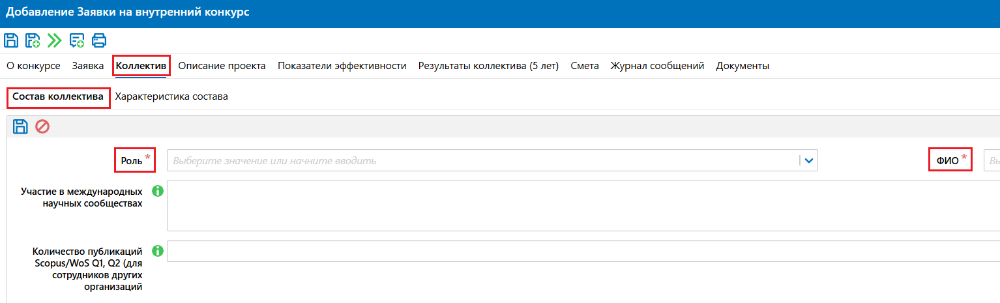 Добавление Заявки на внутренний конкурс
О конкурсе Заявка Коллектив Описание проекта Показатели эффективности Результаты коллектива (5 лет) Смета Журнал сообщений Документы
Состав коллектива Характеристика состава
Роль * Выберите значение или начните вводить ФИО * Вы
Участие в международных
научных сообществах
Количество публикаций
Scopus/WoS Q1, Q2 (для
сотрудников других
организаций